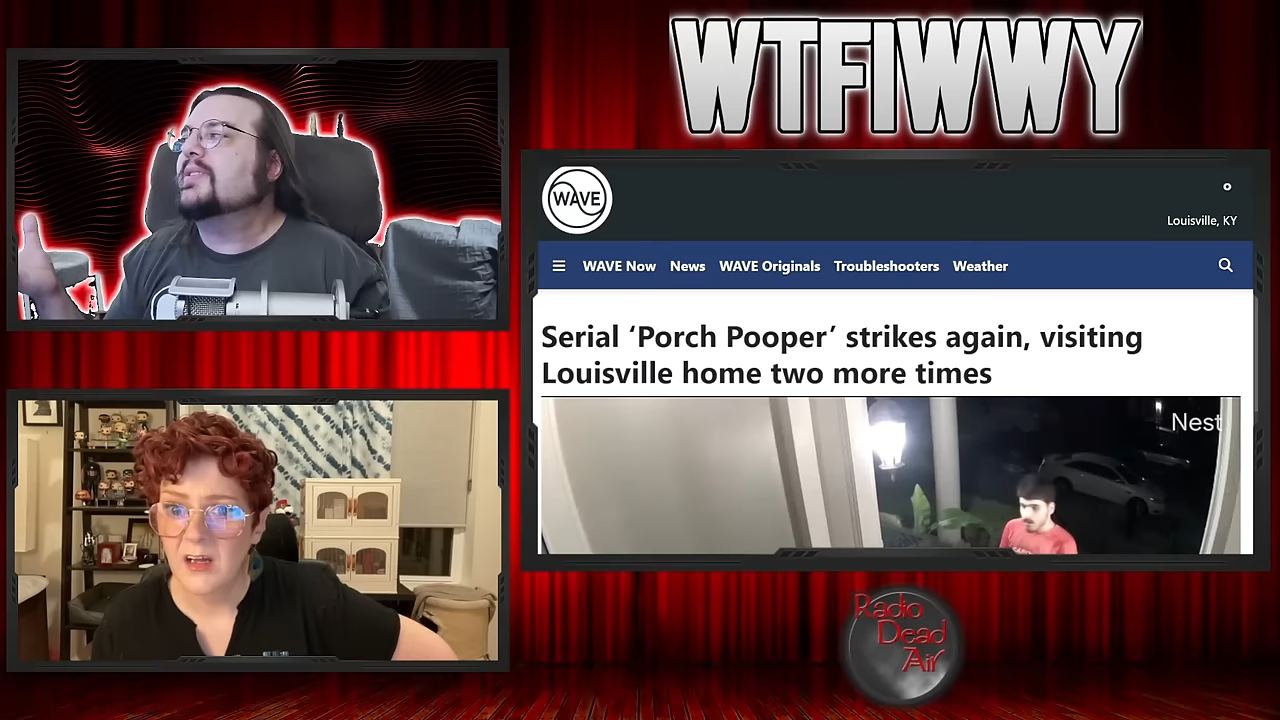 WTFIWWY
WAVE
Louisville, KY
WAVE Now News WAVE Originals Troubleshooters Weather
Serial ‘Porch Pooper’ strikes again, visiting
Louisville home two more times
Nest
Radio
Dead
Air